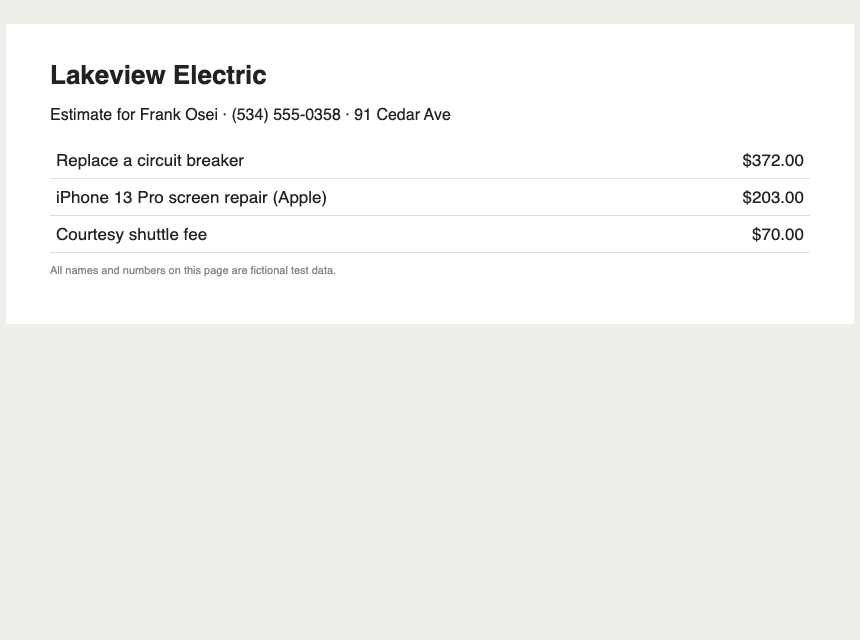 Lakeview Electric
Estimate for Frank Osei · (534) 555-0358 · 91 Cedar Ave
Replace a circuit breaker $372.00
iPhone 13 Pro screen repair (Apple) $203.00
Courtesy shuttle fee $70.00
All names and numbers on this page are fictional test data.